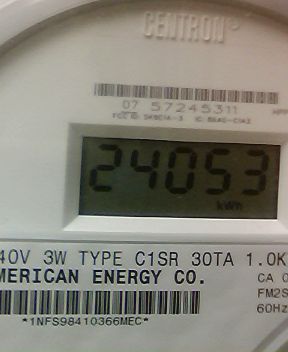 CENTRON®
07 57245311
24053
kWh
40V 3W TYPE C1SR 30TA 1.0K
MERICAN ENERGY CO.
CA 0
FM2S
60Hz
*1NFS98410366MEC*